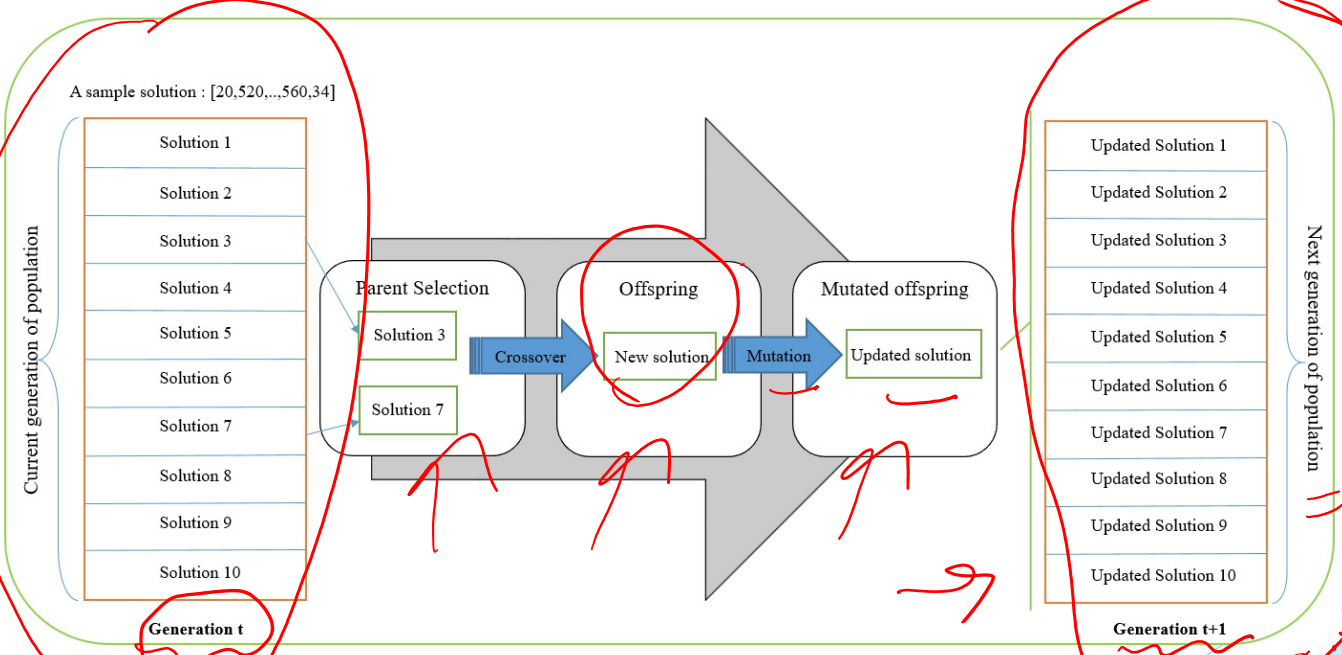 A sample solution : [20,520,..,560,34]
Current generation of population
Solution 1
Solution 2
Solution 3
Solution 4
Solution 5
Solution 6
Solution 7
Solution 8
Solution 9
Solution 10
Generation t
Parent Selection
Solution 3
Solution 7
Crossover
Offspring
New solution
Mutation
Mutated offspring
Updated solution
Updated Solution 1
Updated Solution 2
Updated Solution 3
Updated Solution 4
Updated Solution 5
Updated Solution 6
Updated Solution 7
Updated Solution 8
Updated Solution 9
Updated Solution 10
Generation t+1
Next generation of population